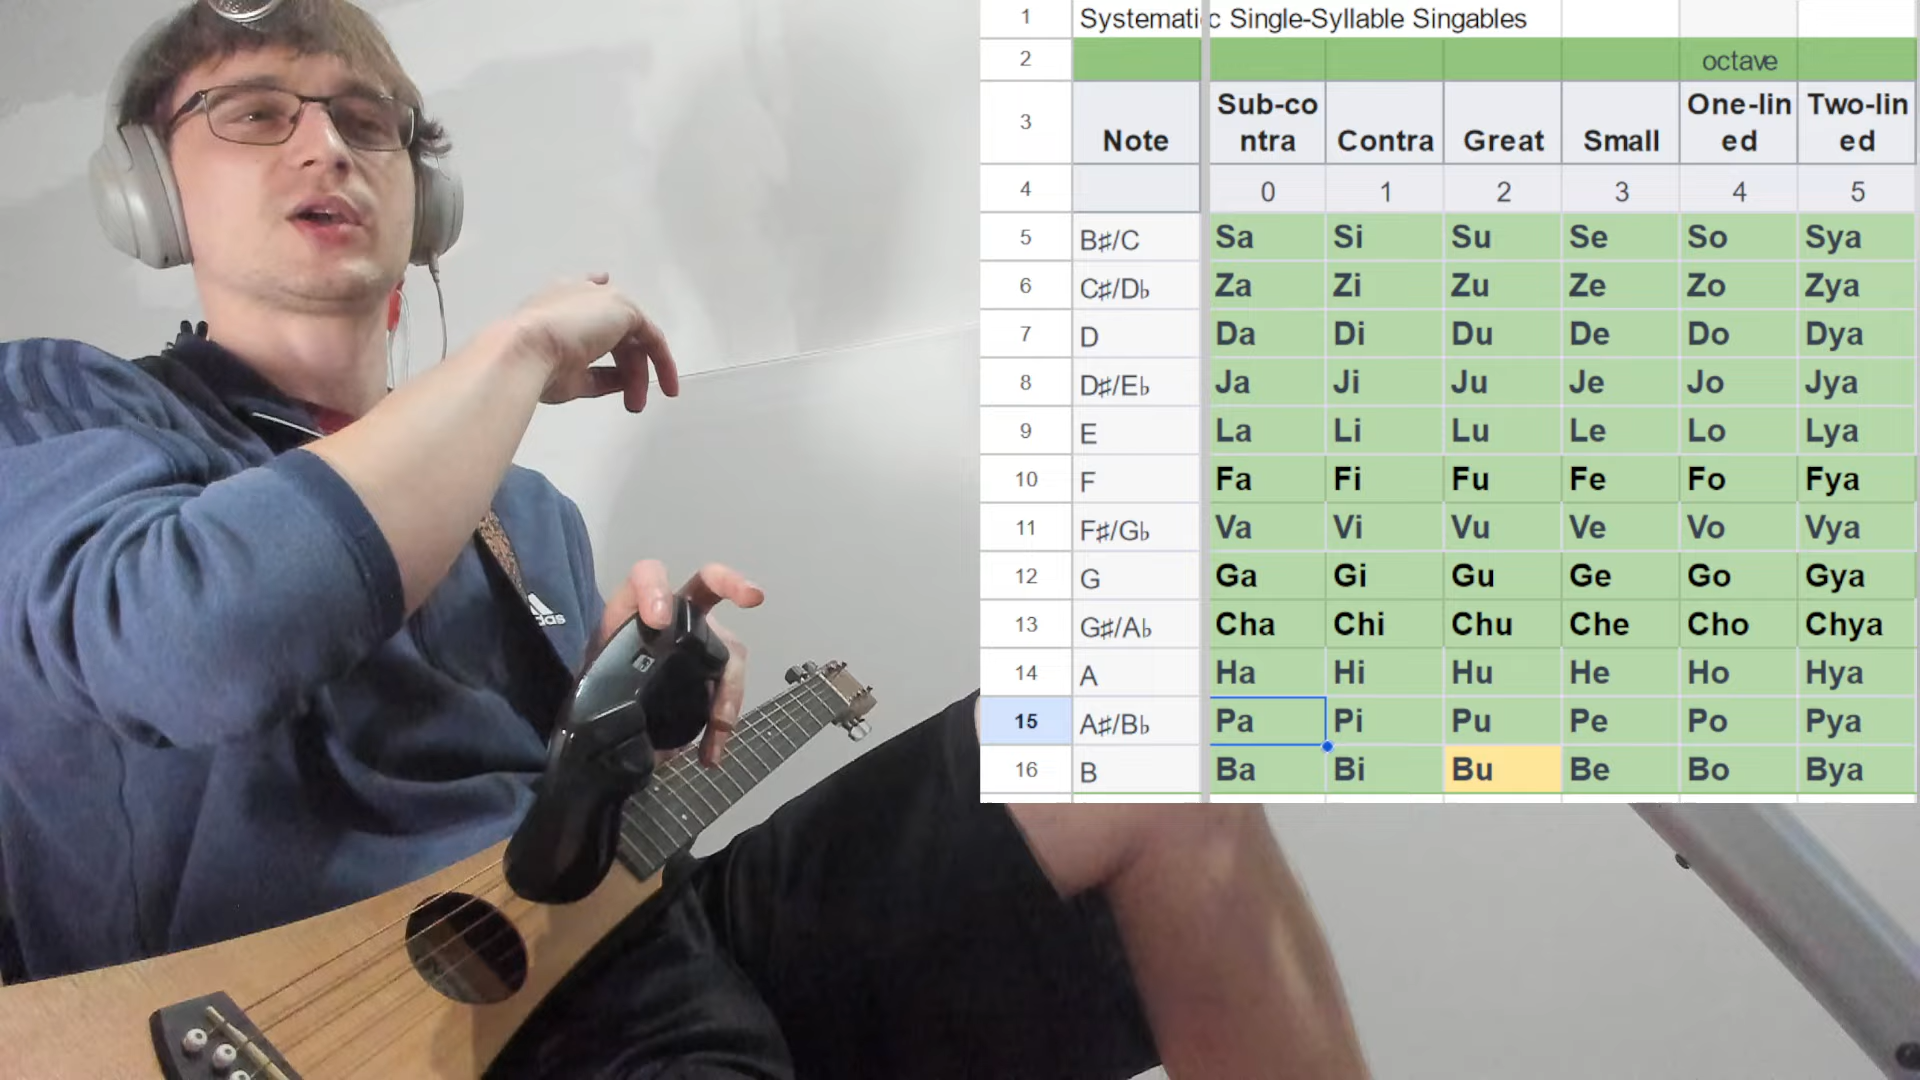 1 Systematic Single-Syllable Singables
2 octave
3 Note Sub-contra Contra Great Small One-lined Two-lined
4 0 1 2 3 4 5
5 B♯/C Sa Si Su Se So Sya
6 C♯/D♭ Za Zi Zu Ze Zo Zya
7 D Da Di Du De Do Dya
8 D♯/E♭ Ja Ji Ju Je Jo Jya
9 E La Li Lu Le Lo Lya
10 F Fa Fi Fu Fe Fo Fya
11 F♯/G♭ Va Vi Vu Ve Vo Vya
12 G Ga Gi Gu Ge Go Gya
13 G♯/A♭ Cha Chi Chu Che Cho Chya
14 A Ha Hi Hu He Ho Hya
15 A♯/B♭ Pa Pi Pu Pe Po Pya
16 B Ba Bi Bu Be Bo Bya